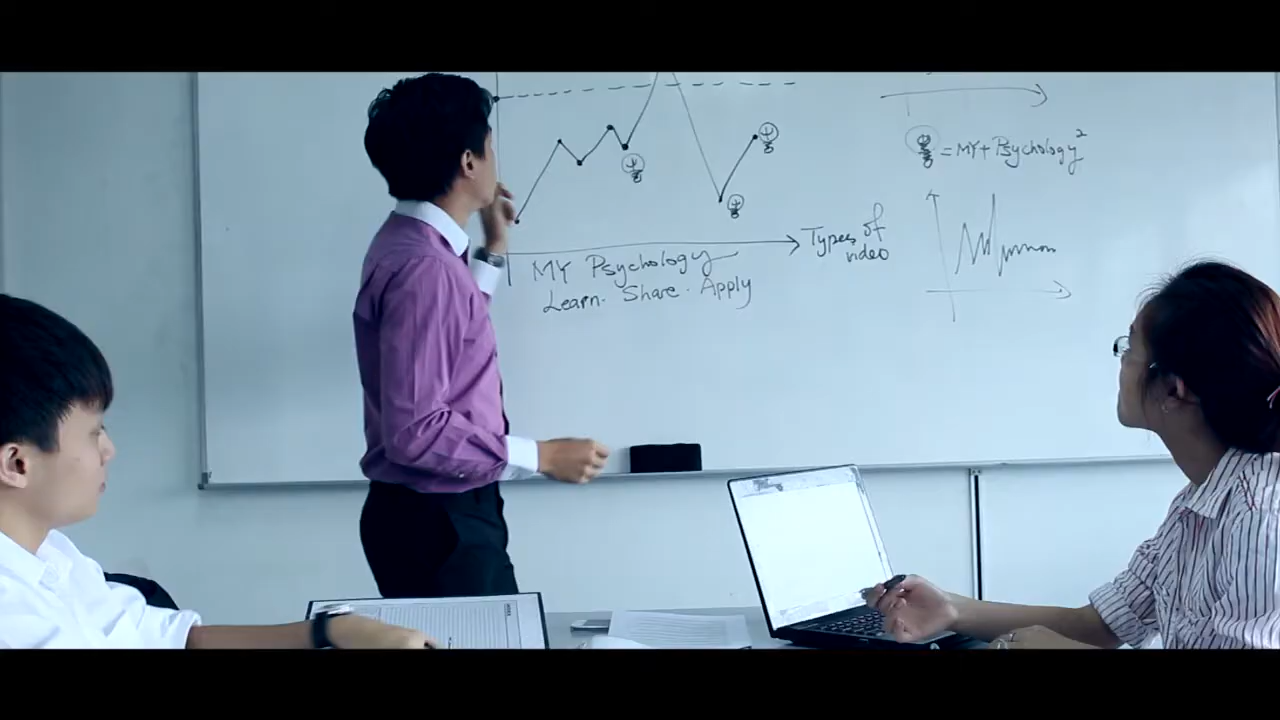 = MY + Psychology²
Types of
video
MY Psychology
Learn. Share. Apply